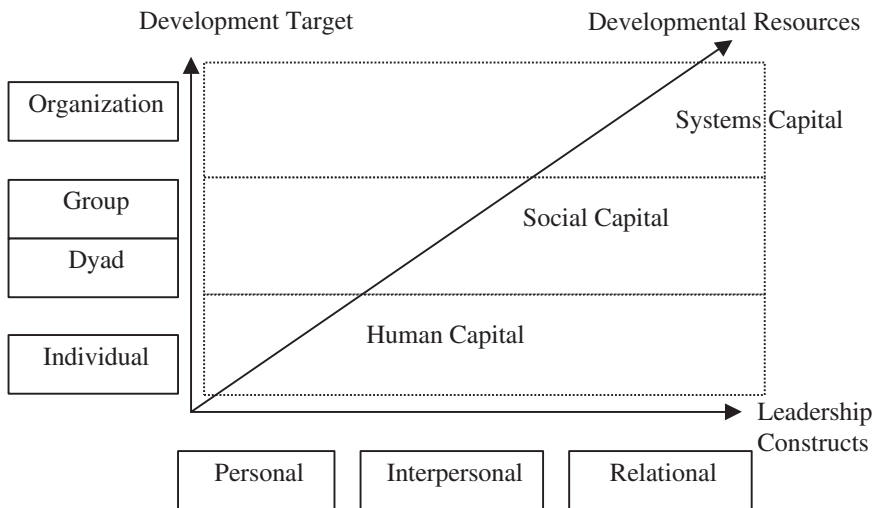 Development Target
Developmental Resources
Organization
Systems Capital
Group
Social Capital
Dyad
Human Capital
Individual
Leadership
Constructs
Personal
Interpersonal
Relational